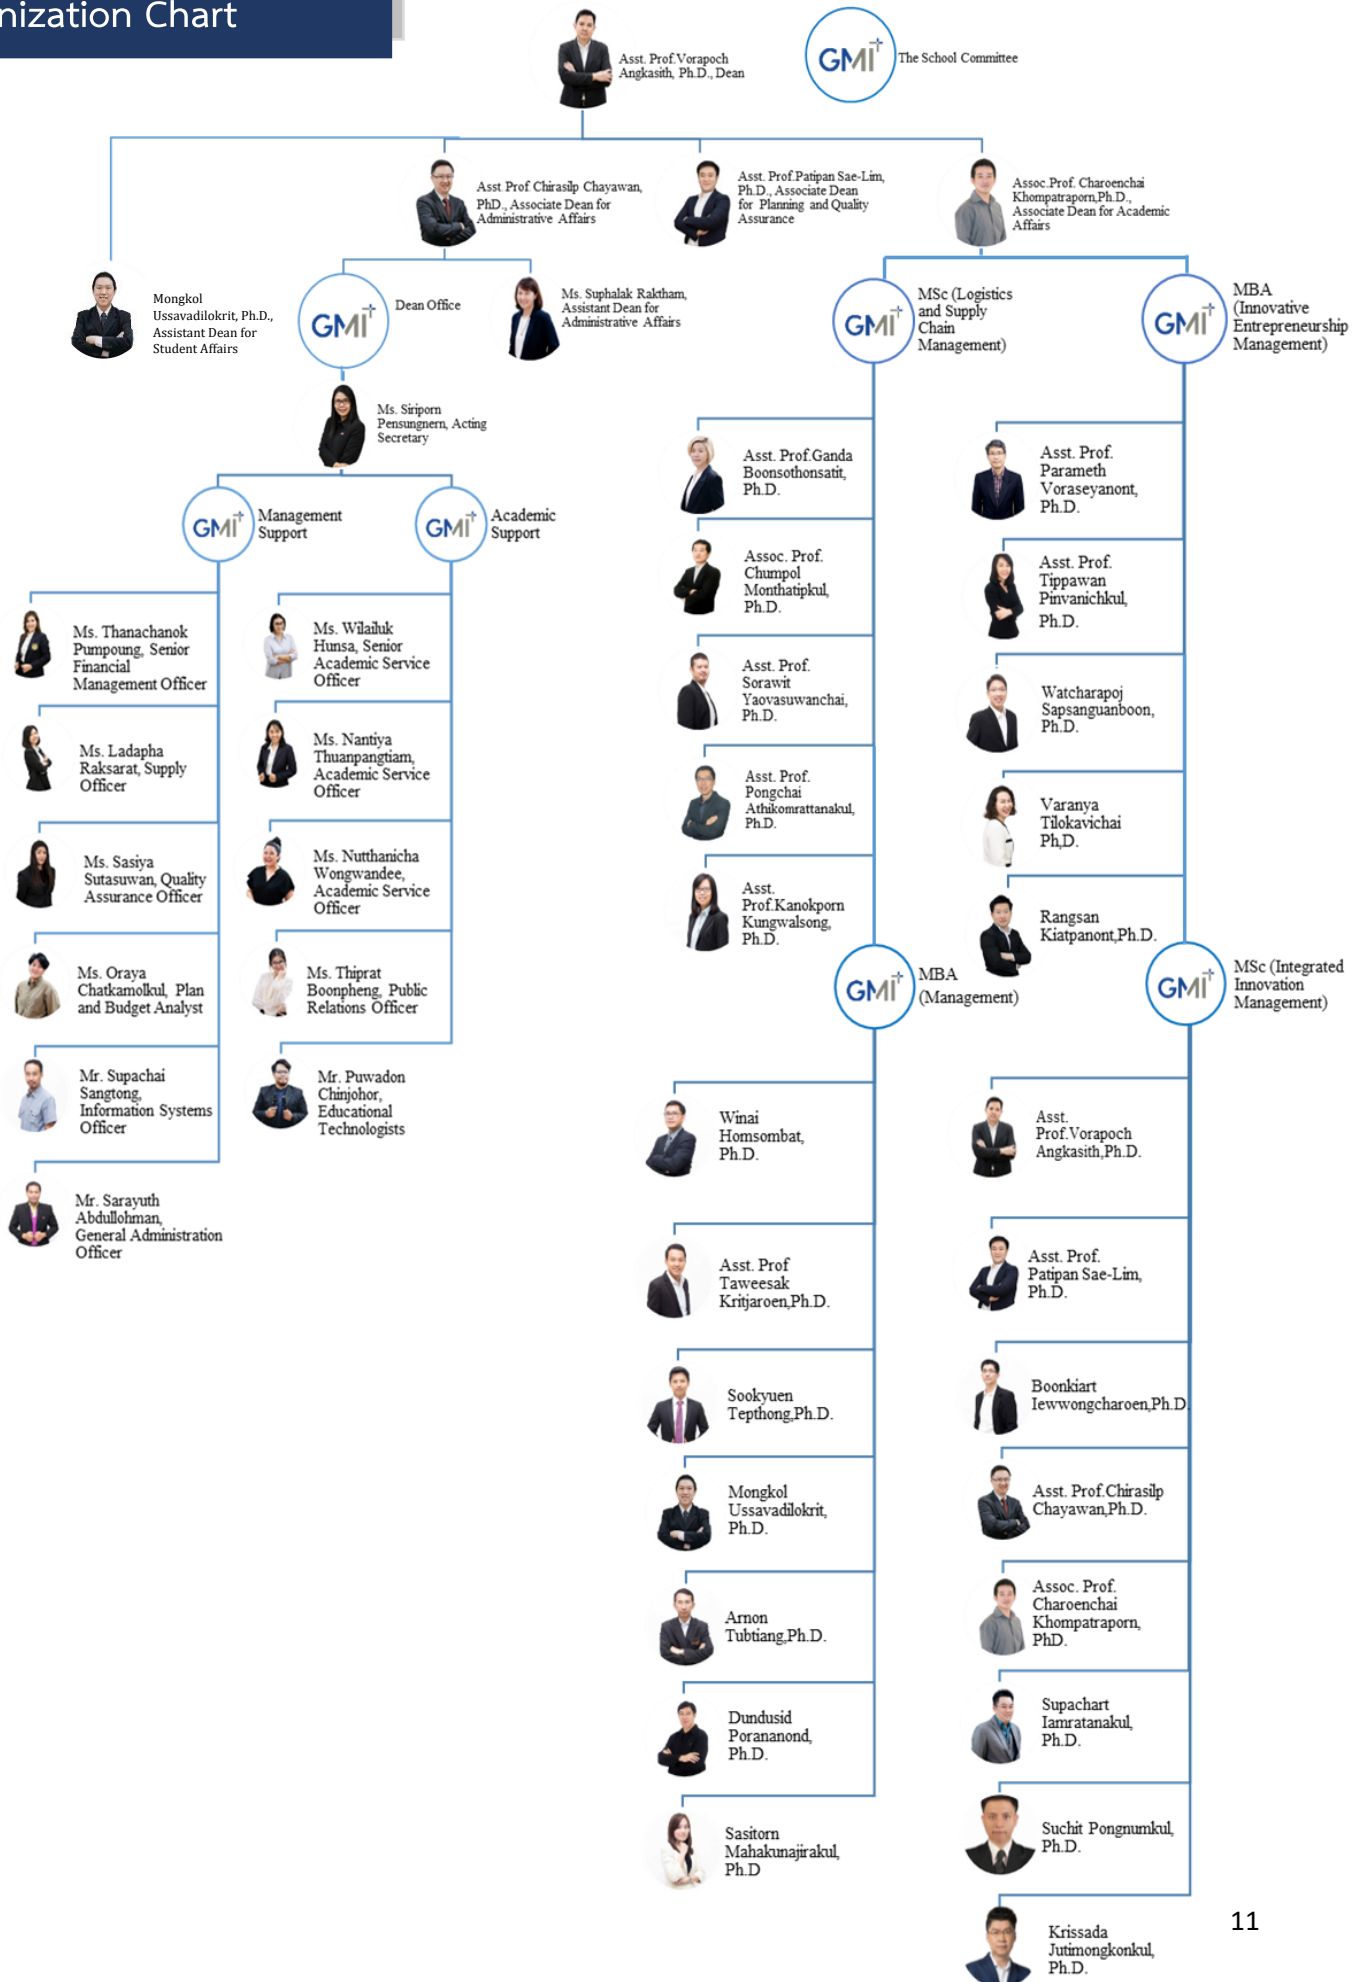 nization Chart
Asst. Prof.Vorapoch
Angkasith, Ph.D., Dean
GMI
The School Committee
Asst Prof Chirasilp Chayawan,
PhD., Associate Dean for
Administrative Affairs
Asst. Prof.Patipan Sae-Lim,
Ph.D., Associate Dean
for Planning and Quality
Assurance
Assoc.Prof. Charoenchai
Khompatraporn,Ph.D.,
Associate Dean for Academic
Affairs
Mongkol
Ussavadilokrit, Ph.D.,
Assistant Dean for
Student Affairs
GMI
Dean Office
Ms. Suphalak Raktham,
Assistant Dean for
Administrative Affairs
GMI
MSc (Logistics
and Supply
Chain
Management)
GMI
MBA
(Innovative
Entrepreneurship
Management)
Ms. Siriporn
Pensungnern, Acting
Secretary
GMI
Management
Support
GMI
Academic
Support
Ms. Thanachanok
Pumpoung, Senior
Financial
Management Officer
Ms. Ladapha
Raksarat, Supply
Officer
Ms. Sasiya
Sutasuwan, Quality
Assurance Officer
Ms. Oraya
Chatkamolkul, Plan
and Budget Analyst
Mr. Supachai
Sangtong,
Information Systems
Officer
Mr. Sarayuth
Abdullohman,
General Administration
Officer
Ms. Wilailuk
Hunsa, Senior
Academic Service
Officer
Ms. Nantiya
Thuanpangtiam,
Academic Service
Officer
Ms. Nutthanicha
Wongwandee,
Academic Service
Officer
Ms. Thiprat
Boonpheng, Public
Relations Officer
Mr. Puwadon
Chinjohor,
Educational
Technologists
Asst. Prof.Ganda
Boonsothonsatit,
Ph.D.
Assoc. Prof.
Chumpol
Monthatipkul,
Ph.D.
Asst. Prof.
Sorawit
Yaovasuwanchai,
Ph.D.
Asst. Prof.
Pongchai
Athikomrattanakul,
Ph.D.
Asst.
Prof.Kanokporn
Kungwalsong,
Ph.D.
Asst. Prof.
Parameth
Voraseyanont,
Ph.D.
Asst. Prof.
Tippawan
Pinvanichkul,
Ph.D.
Watcharapoj
Sapsanguanboon,
Ph.D.
Varanya
Tilokavichai
Ph,D.
Rangsan
Kiatpanont,Ph.D.
GMI
MBA
(Management)
GMI
MSc (Integrated
Innovation
Management)
Winai
Homsombat,
Ph.D.
Asst. Prof
Taweesak
Kritjaroen,Ph.D.
Sookyuen
Tepthong,Ph.D.
Mongkol
Ussavadilokrit,
Ph.D.
Arnon
Tubtiang,Ph.D.
Dundusid
Porananond,
Ph.D.
Sasitorn
Mahakunajirakul,
Ph.D
Asst.
Prof.Vorapoch
Angkasith,Ph.D.
Asst. Prof.
Patipan Sae-Lim,
Ph.D.
Boonkiart
Iewwongcharoen,Ph.D.
Asst. Prof.Chirasilp
Chayawan,Ph.D.
Assoc. Prof.
Charoenchai
Khompatraporn,
PhD.
Supachart
Iamratanakul,
Ph.D.
Suchit Pongnumkul,
Ph.D.
Krissada
Jutimongkonkul,
Ph.D.
11